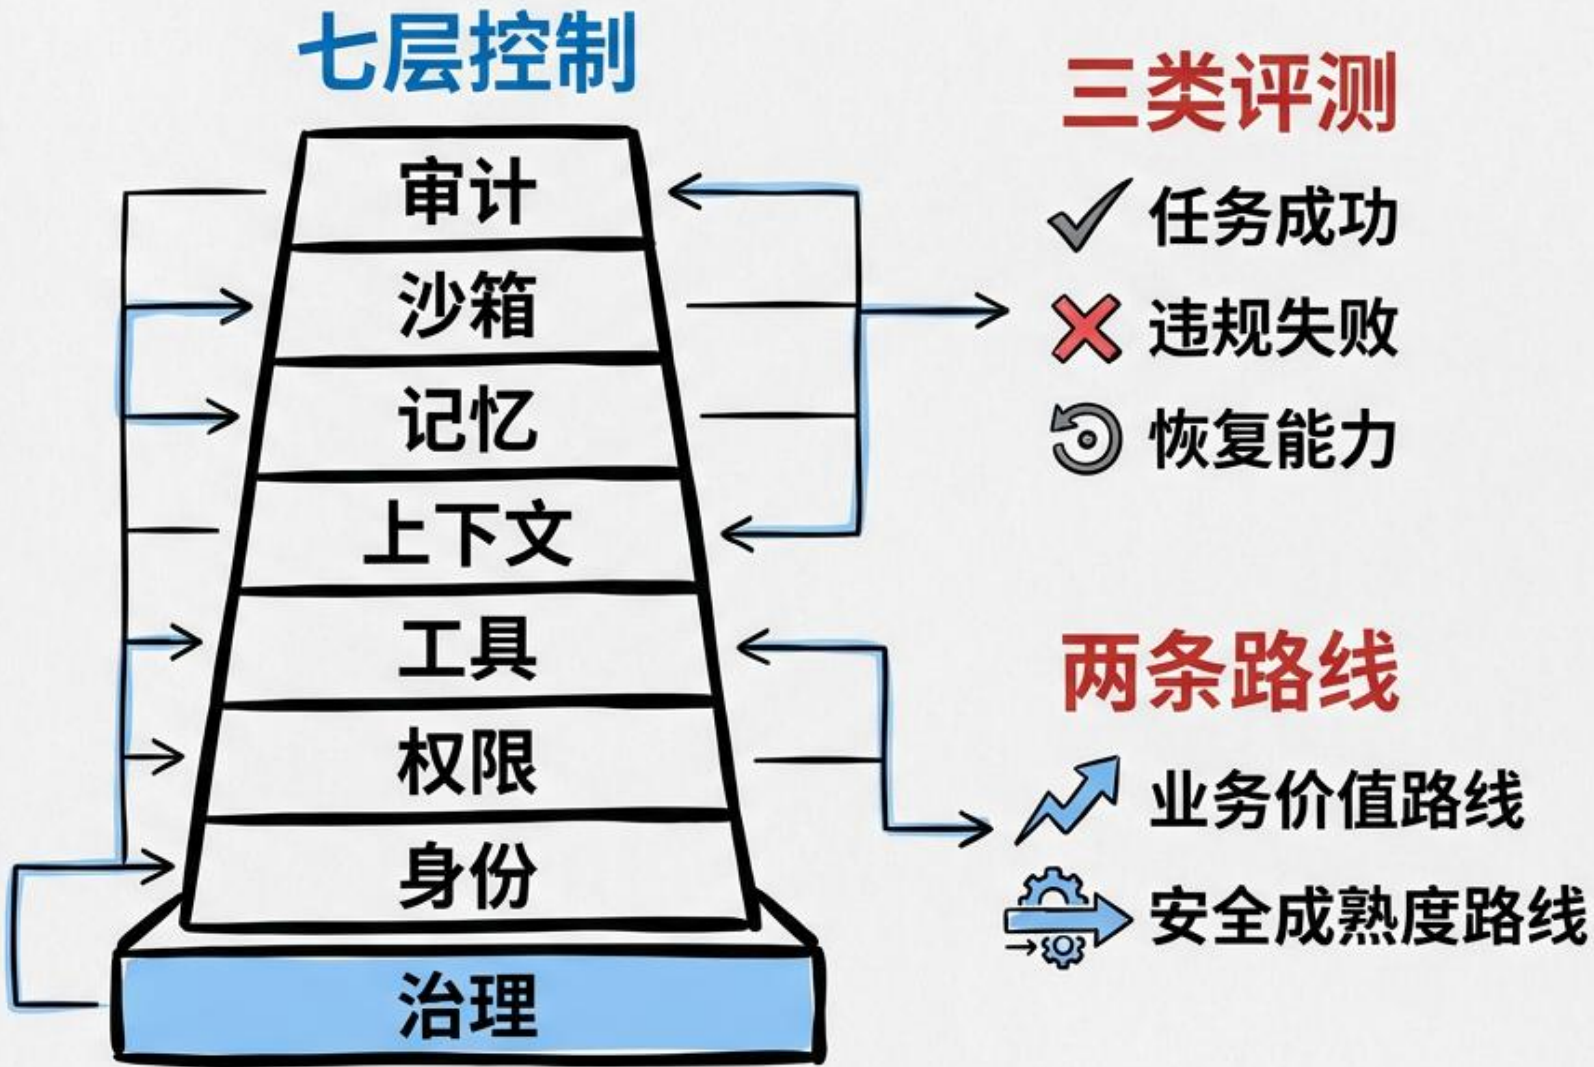 七层控制
审计
沙箱
记忆
上下文
工具
权限
身份
治理
三类评测
任务成功
违规失败
恢复能力
两条路线
业务价值路线
安全成熟度路线